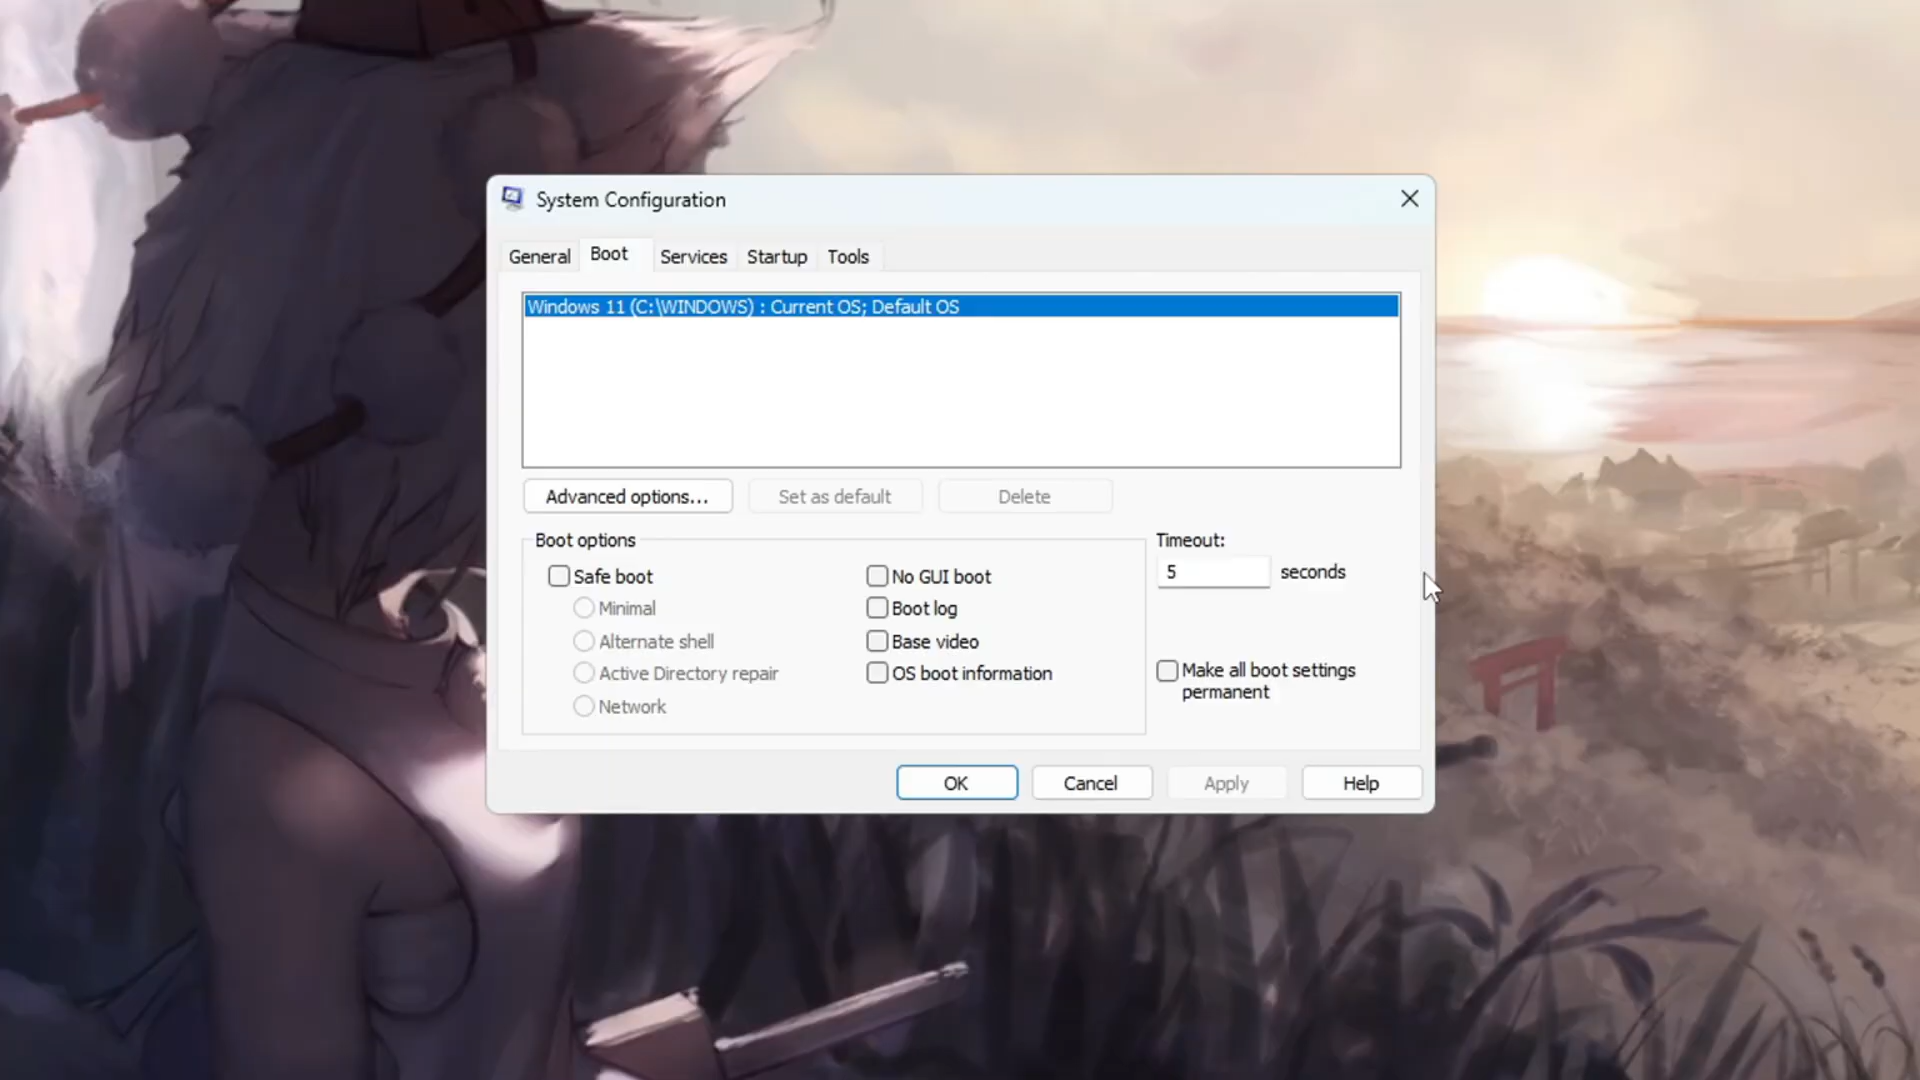 System Configuration
General Boot Services Startup Tools
Windows 11 (C:\WINDOWS) : Current OS; Default OS
Advanced options... Set as default Delete
Boot options
Timeout:
Safe boot
No GUI boot
5 seconds
Minimal
Boot log
Alternate shell
Base video
Active Directory repair
OS boot information
Make all boot settings
permanent
Network
OK Cancel Apply Help